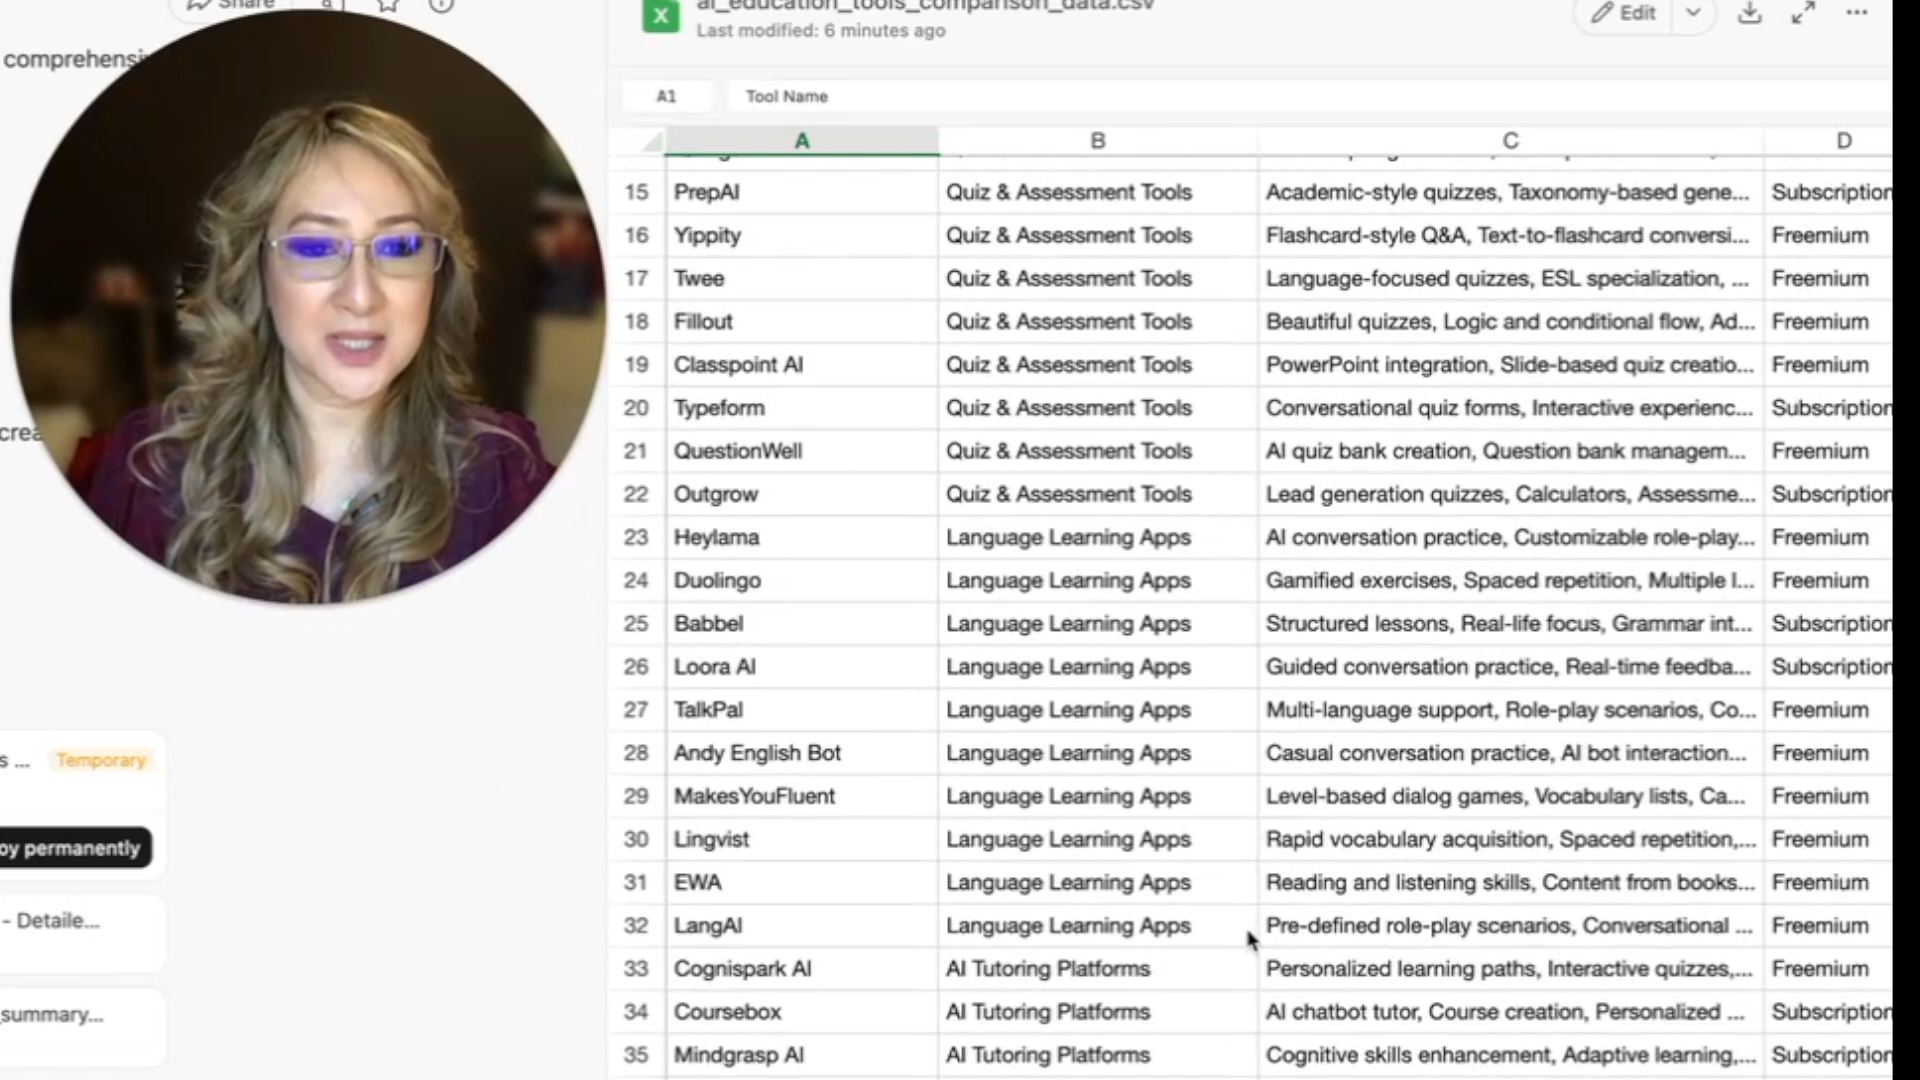 Share
comprehensi
crea
s ... Temporary
oy permanently
- Detaile...
summary...
ai_education_tools_comparison_data.csv
Last modified: 6 minutes ago
Edit
A1 Tool Name
A B C D
15 PrepAI Quiz & Assessment Tools Academic-style quizzes, Taxonomy-based gene... Subscription
16 Yippity Quiz & Assessment Tools Flashcard-style Q&A, Text-to-flashcard conversi... Freemium
17 Twee Quiz & Assessment Tools Language-focused quizzes, ESL specialization, ... Freemium
18 Fillout Quiz & Assessment Tools Beautiful quizzes, Logic and conditional flow, Ad... Freemium
19 Classpoint AI Quiz & Assessment Tools PowerPoint integration, Slide-based quiz creatio... Freemium
20 Typeform Quiz & Assessment Tools Conversational quiz forms, Interactive experienc... Subscription
21 QuestionWell Quiz & Assessment Tools AI quiz bank creation, Question bank managem... Freemium
22 Outgrow Quiz & Assessment Tools Lead generation quizzes, Calculators, Assessme... Subscription
23 Heylama Language Learning Apps AI conversation practice, Customizable role-play... Freemium
24 Duolingo Language Learning Apps Gamified exercises, Spaced repetition, Multiple l... Freemium
25 Babbel Language Learning Apps Structured lessons, Real-life focus, Grammar int... Subscription
26 Loora AI Language Learning Apps Guided conversation practice, Real-time feedba... Subscription
27 TalkPal Language Learning Apps Multi-language support, Role-play scenarios, Co... Freemium
28 Andy English Bot Language Learning Apps Casual conversation practice, AI bot interaction... Freemium
29 MakesYouFluent Language Learning Apps Level-based dialog games, Vocabulary lists, Ca... Freemium
30 Lingvist Language Learning Apps Rapid vocabulary acquisition, Spaced repetition,... Freemium
31 EWA Language Learning Apps Reading and listening skills, Content from books... Freemium
32 LangAI Language Learning Apps Pre-defined role-play scenarios, Conversational ... Freemium
33 Cognispark AI AI Tutoring Platforms Personalized learning paths, Interactive quizzes,... Freemium
34 Coursebox AI Tutoring Platforms AI chatbot tutor, Course creation, Personalized ... Subscription
35 Mindgrasp AI AI Tutoring Platforms Cognitive skills enhancement, Adaptive learning,... Subscription